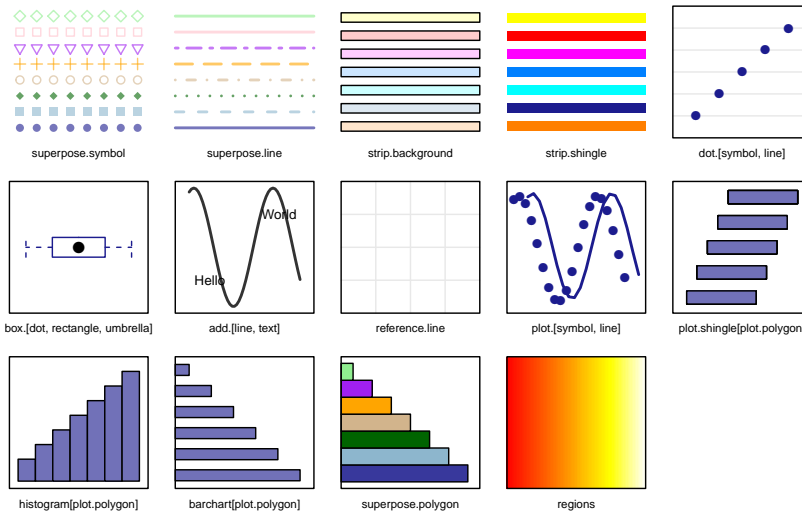 superpose.symbol
superpose.line
strip.background
strip.shingle
dot.[symbol, line]
World
Hello
box.[dot, rectangle, umbrella]
add.[line, text]
reference.line
plot.[symbol, line]
plot.shingle[plot.polygon
histogram[plot.polygon]
barchart[plot.polygon]
superpose.polygon
regions